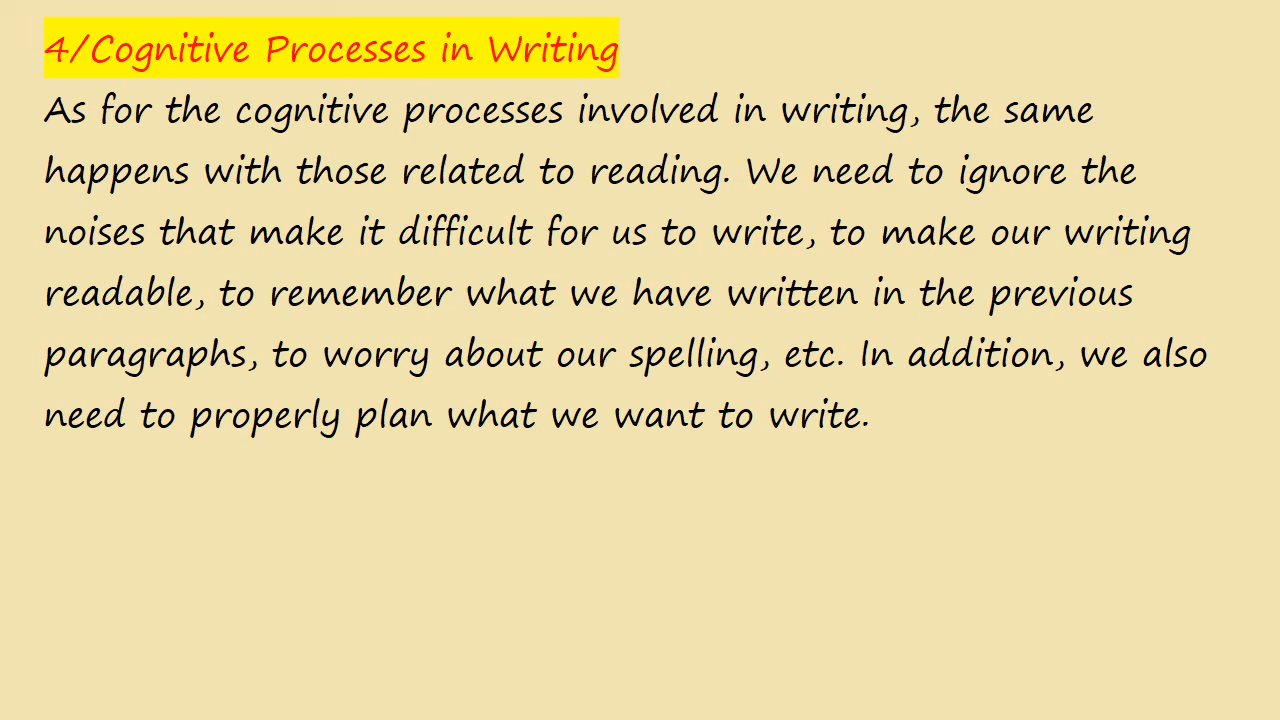 4/Cognitive Processes in Writing
As for the cognitive processes involved in writing, the same
happens with those related to reading. We need to ignore the
noises that make it difficult for us to write, to make our writing
readable, to remember what we have written in the previous
paragraphs, to worry about our spelling, etc. In addition, we also
need to properly plan what we want to write.